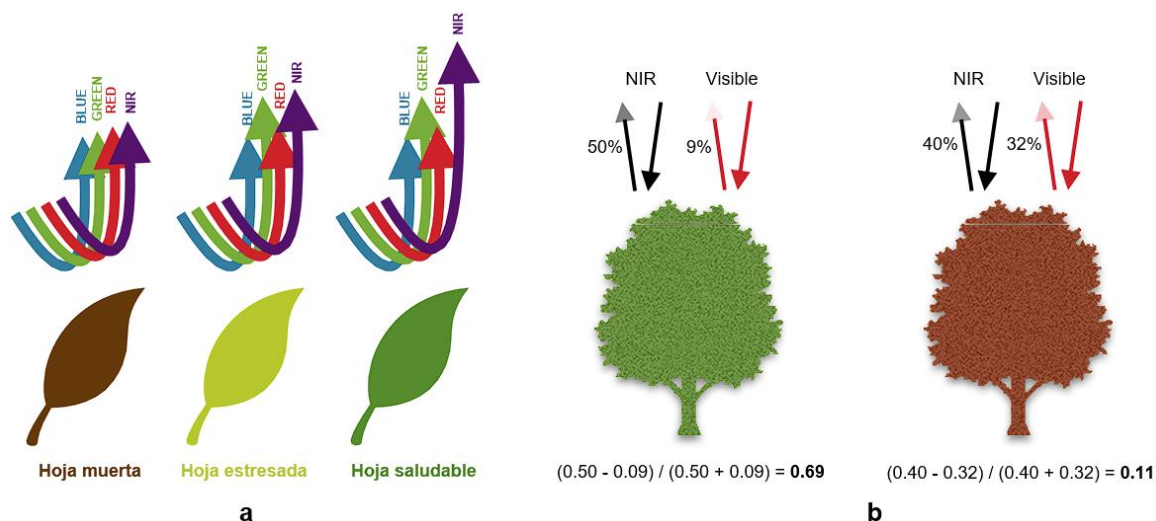 BLUE
GREEN
RED
NIR
BLUE
GREEN
RED
NIR
BLUE
GREEN
RED
NIR
Hoja muerta
Hoja estresada
Hoja saludable
a
NIR
Visible
50%
9%
(0.50 - 0.09) / (0.50 + 0.09) = 0.69
NIR
Visible
40%
32%
(0.40 - 0.32) / (0.40 + 0.32) = 0.11
b